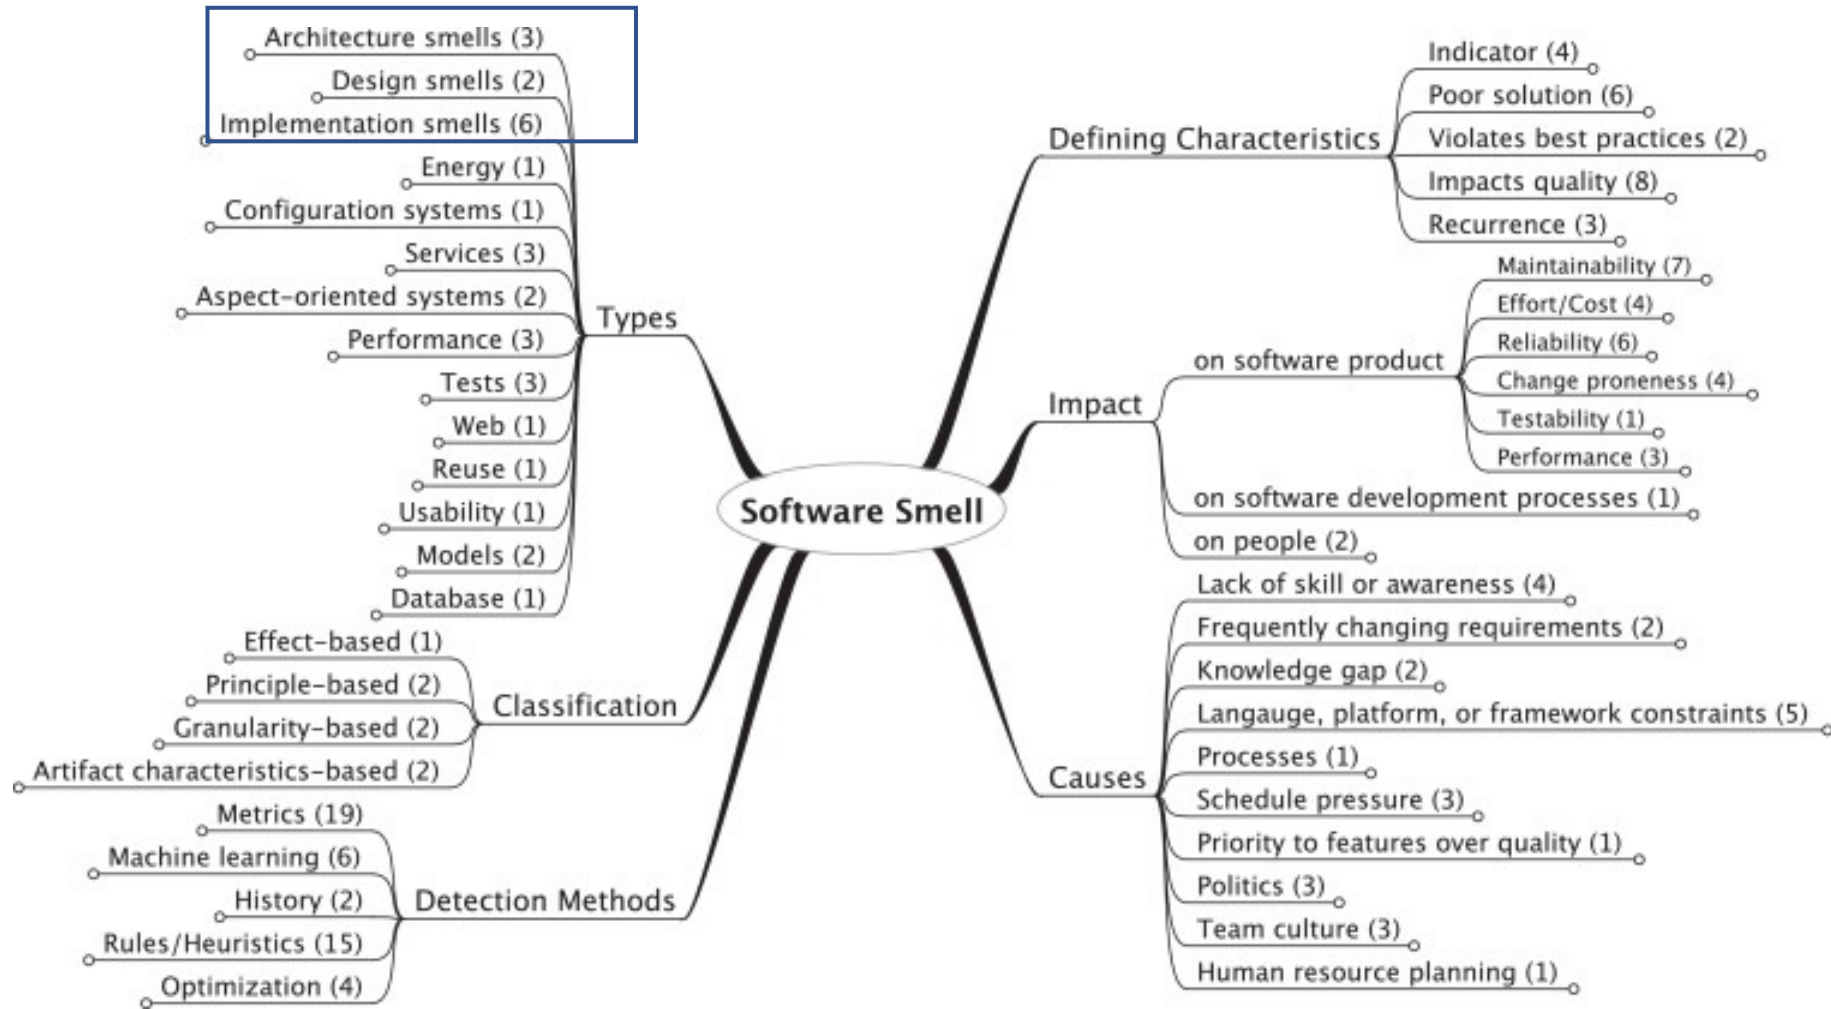 Architecture smells (3)
Design smells (2)
Implementation smells (6)
Energy (1)
Configuration systems (1)
Services (3)
Aspect-oriented systems (2)
Performance (3)
Tests (3)
Web (1)
Reuse (1)
Usability (1)
Models (2)
Database (1)
Types
Effect-based (1)
Principle-based (2)
Granularity-based (2)
Artifact characteristics-based (2)
Classification
Metrics (19)
Machine learning (6)
History (2)
Rules/Heuristics (15)
Optimization (4)
Detection Methods
Software Smell
Defining Characteristics
Indicator (4)
Poor solution (6)
Violates best practices (2)
Impacts quality (8)
Recurrence (3)
Impact
on software product
Maintainability (7)
Effort/Cost (4)
Reliability (6)
Change proneness (4)
Testability (1)
Performance (3)
on software development processes (1)
on people (2)
Causes
Lack of skill or awareness (4)
Frequently changing requirements (2)
Knowledge gap (2)
Langauge, platform, or framework constraints (5)
Processes (1)
Schedule pressure (3)
Priority to features over quality (1)
Politics (3)
Team culture (3)
Human resource planning (1)